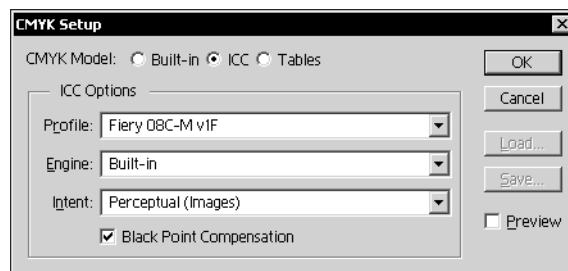 CMYK Setup
CMYK Model: Built-in ICC Tables
ICC Options
Profile: Fiery 08C-M v1F
Engine: Built-in
Intent: Perceptual (Images)
Black Point Compensation
OK
Cancel
Load...
Save...
Preview